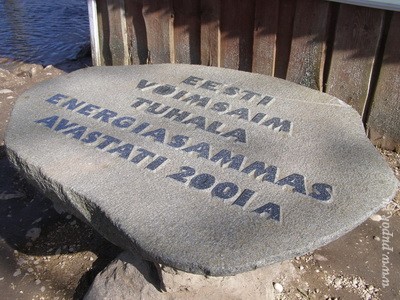 EESTI
VÕIMSAIM
TUHALA
ENERGIASAMMAS
AVASTATI 2001A